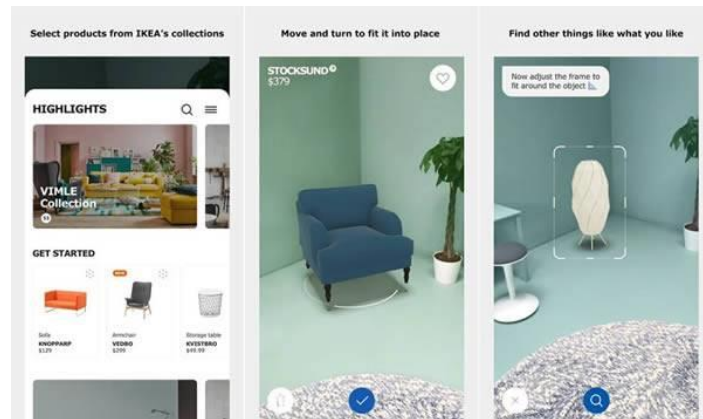 Select products from IKEA's collections
HIGHLIGHTS
VIMLE
Collection
GET STARTED
NEW
Sofa
KNOPPARP
$129
Armchair
VEDBO
$299
Storage table
KVISTBRO
$49.99
Move and turn to fit it into place
STOCKSUND
$379
Find other things like what you like
Now adjust the frame to
fit around the object